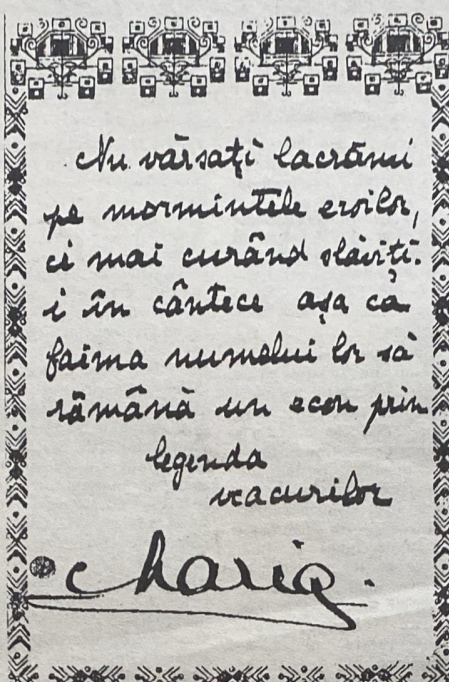 Nu vărsați lacrămi
pe mormintele eroilor,
ci mai curând slăviți-
i în cântece așa ca
faima numelui lor să
rămână un ecou prin
legenda
veacurilor
Maria